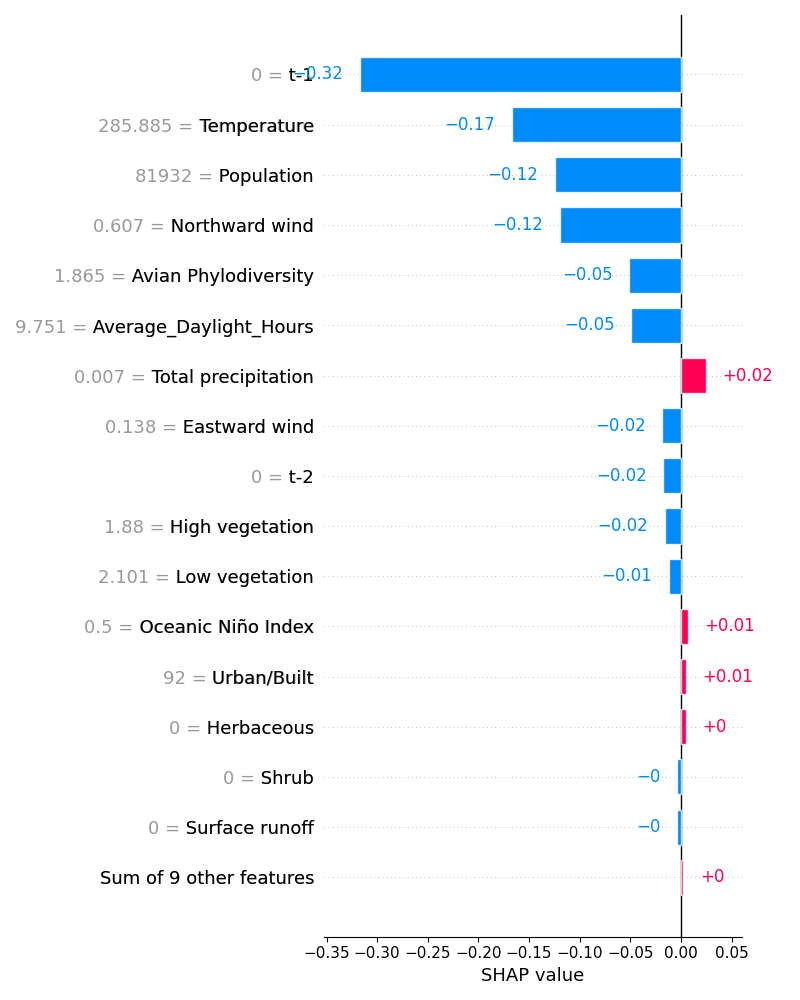 0 = t-1 −0.32
285.885 = Temperature −0.17
81932 = Population −0.12
0.607 = Northward wind −0.12
1.865 = Avian Phylodiversity −0.05
9.751 = Average_Daylight_Hours −0.05
0.007 = Total precipitation +0.02
0.138 = Eastward wind −0.02
0 = t-2 −0.02
1.88 = High vegetation −0.02
2.101 = Low vegetation −0.01
0.5 = Oceanic Niño Index +0.01
92 = Urban/Built +0.01
0 = Herbaceous +0
0 = Shrub −0
0 = Surface runoff −0
Sum of 9 other features +0
−0.35 −0.30 −0.25 −0.20 −0.15 −0.10 −0.05 0.00 0.05
SHAP value